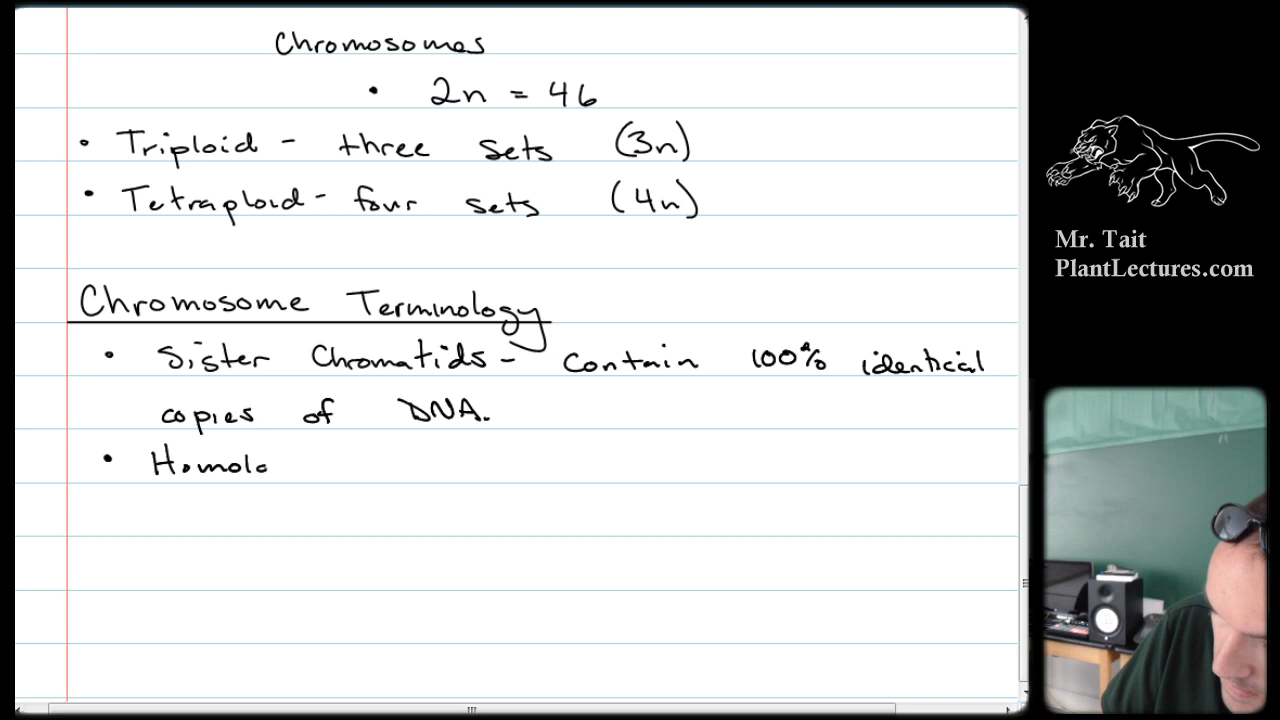 Chromosomes
• 2n = 46
• Triploid - three sets (3n)
• Tetraploid - four sets (4n)
Chromosome Terminology
• Sister Chromatids - contain 100% identical
copies of DNA.
• Homolo
Mr. Tait
PlantLectures.com